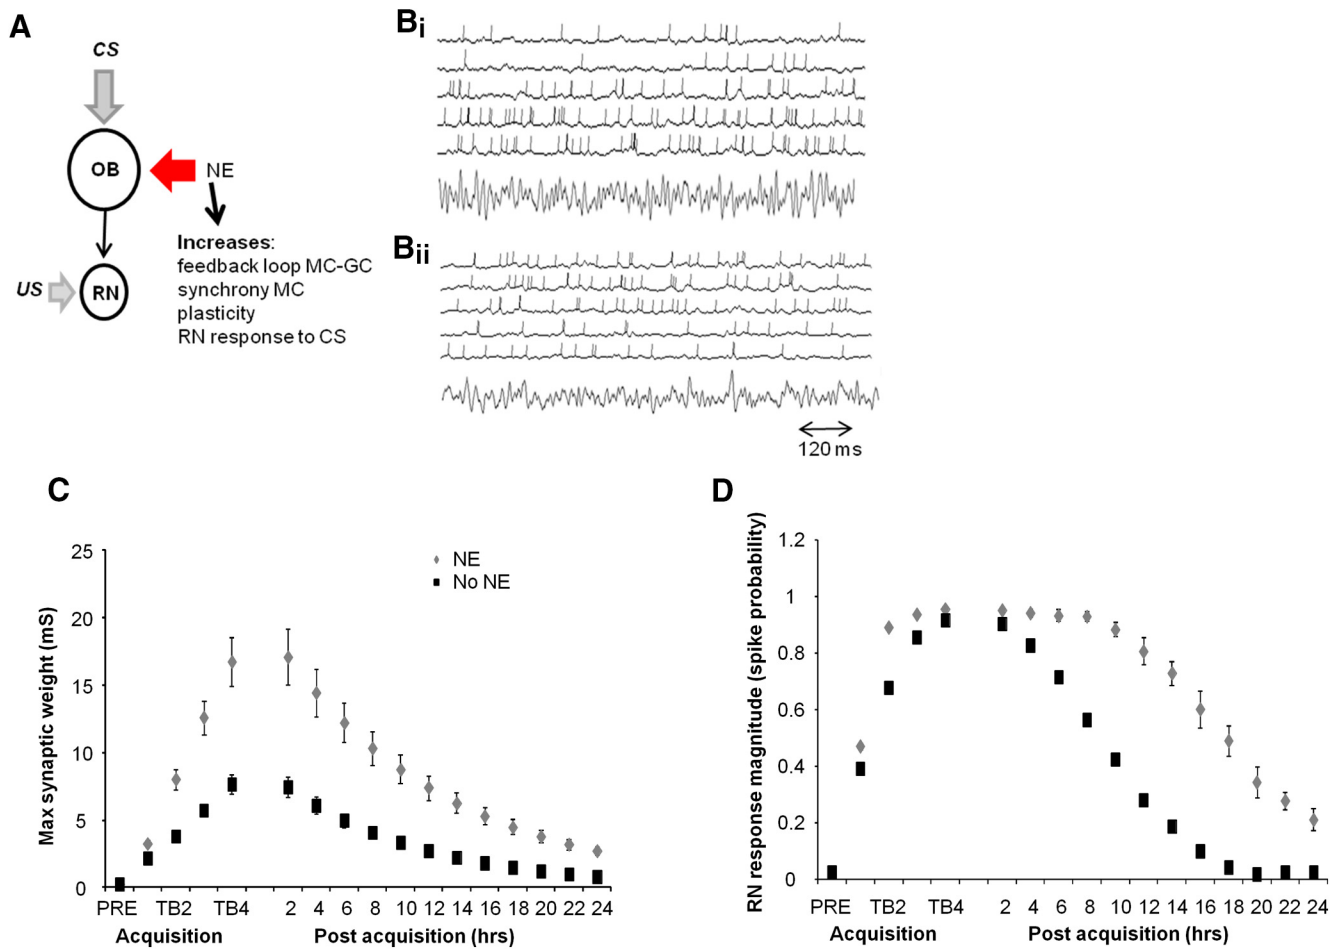 A
CS
OB
NE
Increases:
feedback loop MC-GC
synchrony MC
plasticity
RN response to CS
US
RN
Bi
Bii
120 ms
C
Max synaptic weight (mS)
25
20
15
10
5
0
NE
No NE
PRE TB2 TB4 2 4 6 8 10 12 14 16 18 20 22 24
Acquisition Post acquisition (hrs)
D
RN response magnitude (spike probability)
1.2
1
0.8
0.6
0.4
0.2
0
PRE TB2 TB4 2 4 6 8 10 12 14 16 18 20 22 24
Acquisition Post acquisition (hrs)